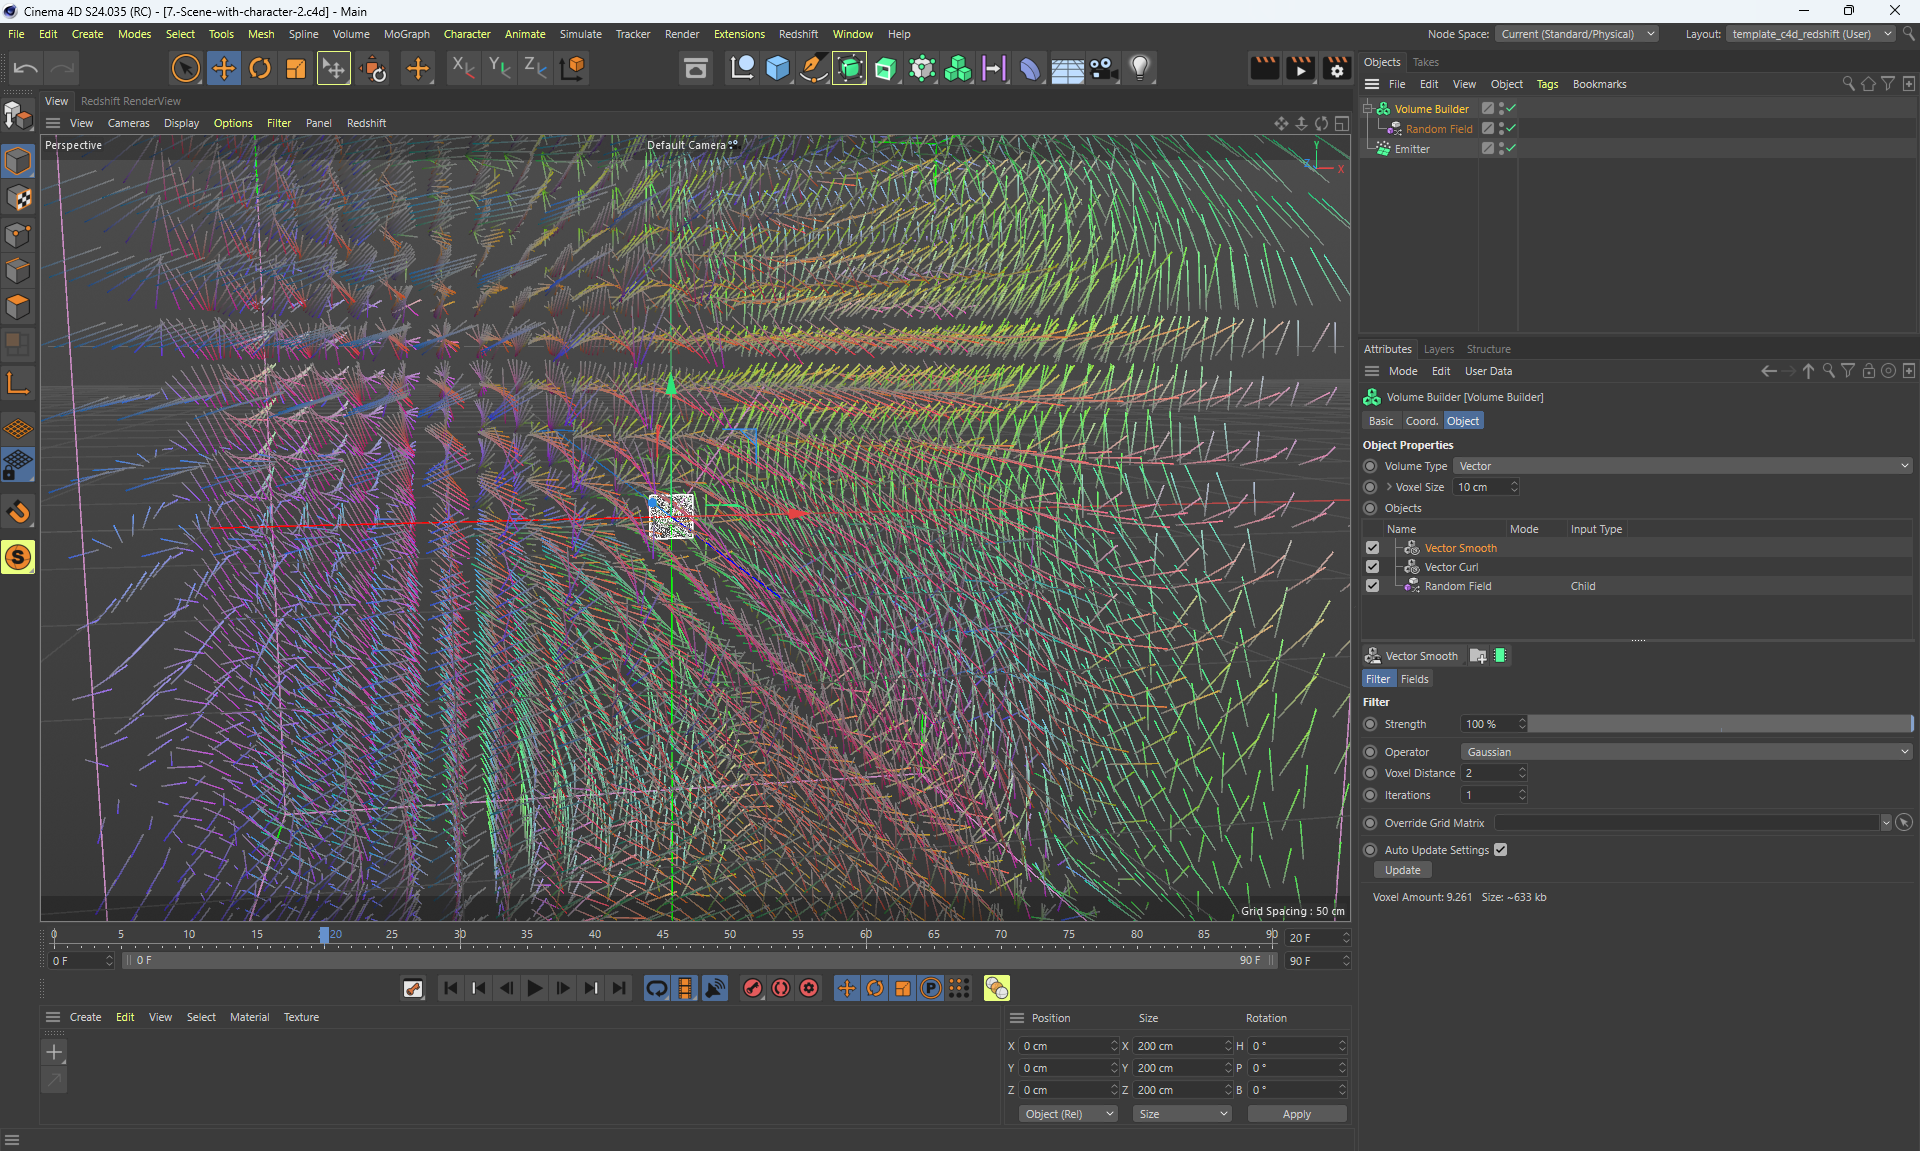 Cinema 4D S24.035 (RC) - [7.-Scene-with-character-2.c4d] - Main
File Edit Create Modes Select Tools Mesh Spline Volume MoGraph Character Animate Simulate Tracker Render Extensions Redshift Window Help
Node Space: Current (Standard/Physical) Layout: template_c4d_redshift (User)
X Y Z
Objects Takes
File Edit View Object Tags Bookmarks
Volume Builder
Random Field
Emitter
View Redshift RenderView
View Cameras Display Options Filter Panel Redshift
Perspective
Default Camera
Y
X
Grid Spacing : 50 cm
Attributes Layers Structure
Mode Edit User Data
Volume Builder [Volume Builder]
Basic Coord. Object
Object Properties
Volume Type Vector
Voxel Size 10 cm
Objects
Name Mode Input Type
Vector Smooth
Vector Curl
Random Field Child
Vector Smooth
Filter Fields
Filter
Strength 100 %
Operator Gaussian
Voxel Distance 2
Iterations 1
Override Grid Matrix
Auto Update Settings
Update
Voxel Amount: 9.261 Size: ~633 kb
0 5 10 15 20 25 30 35 40 45 50 55 60 65 70 75 80 85 90
20 F
0 F 0 F 90 F 90 F
P
S
Create Edit View Select Material Texture
Position Size Rotation
X 0 cm X 200 cm H 0 °
Y 0 cm Y 200 cm P 0 °
Z 0 cm Z 200 cm B 0 °
Object (Rel) Size Apply